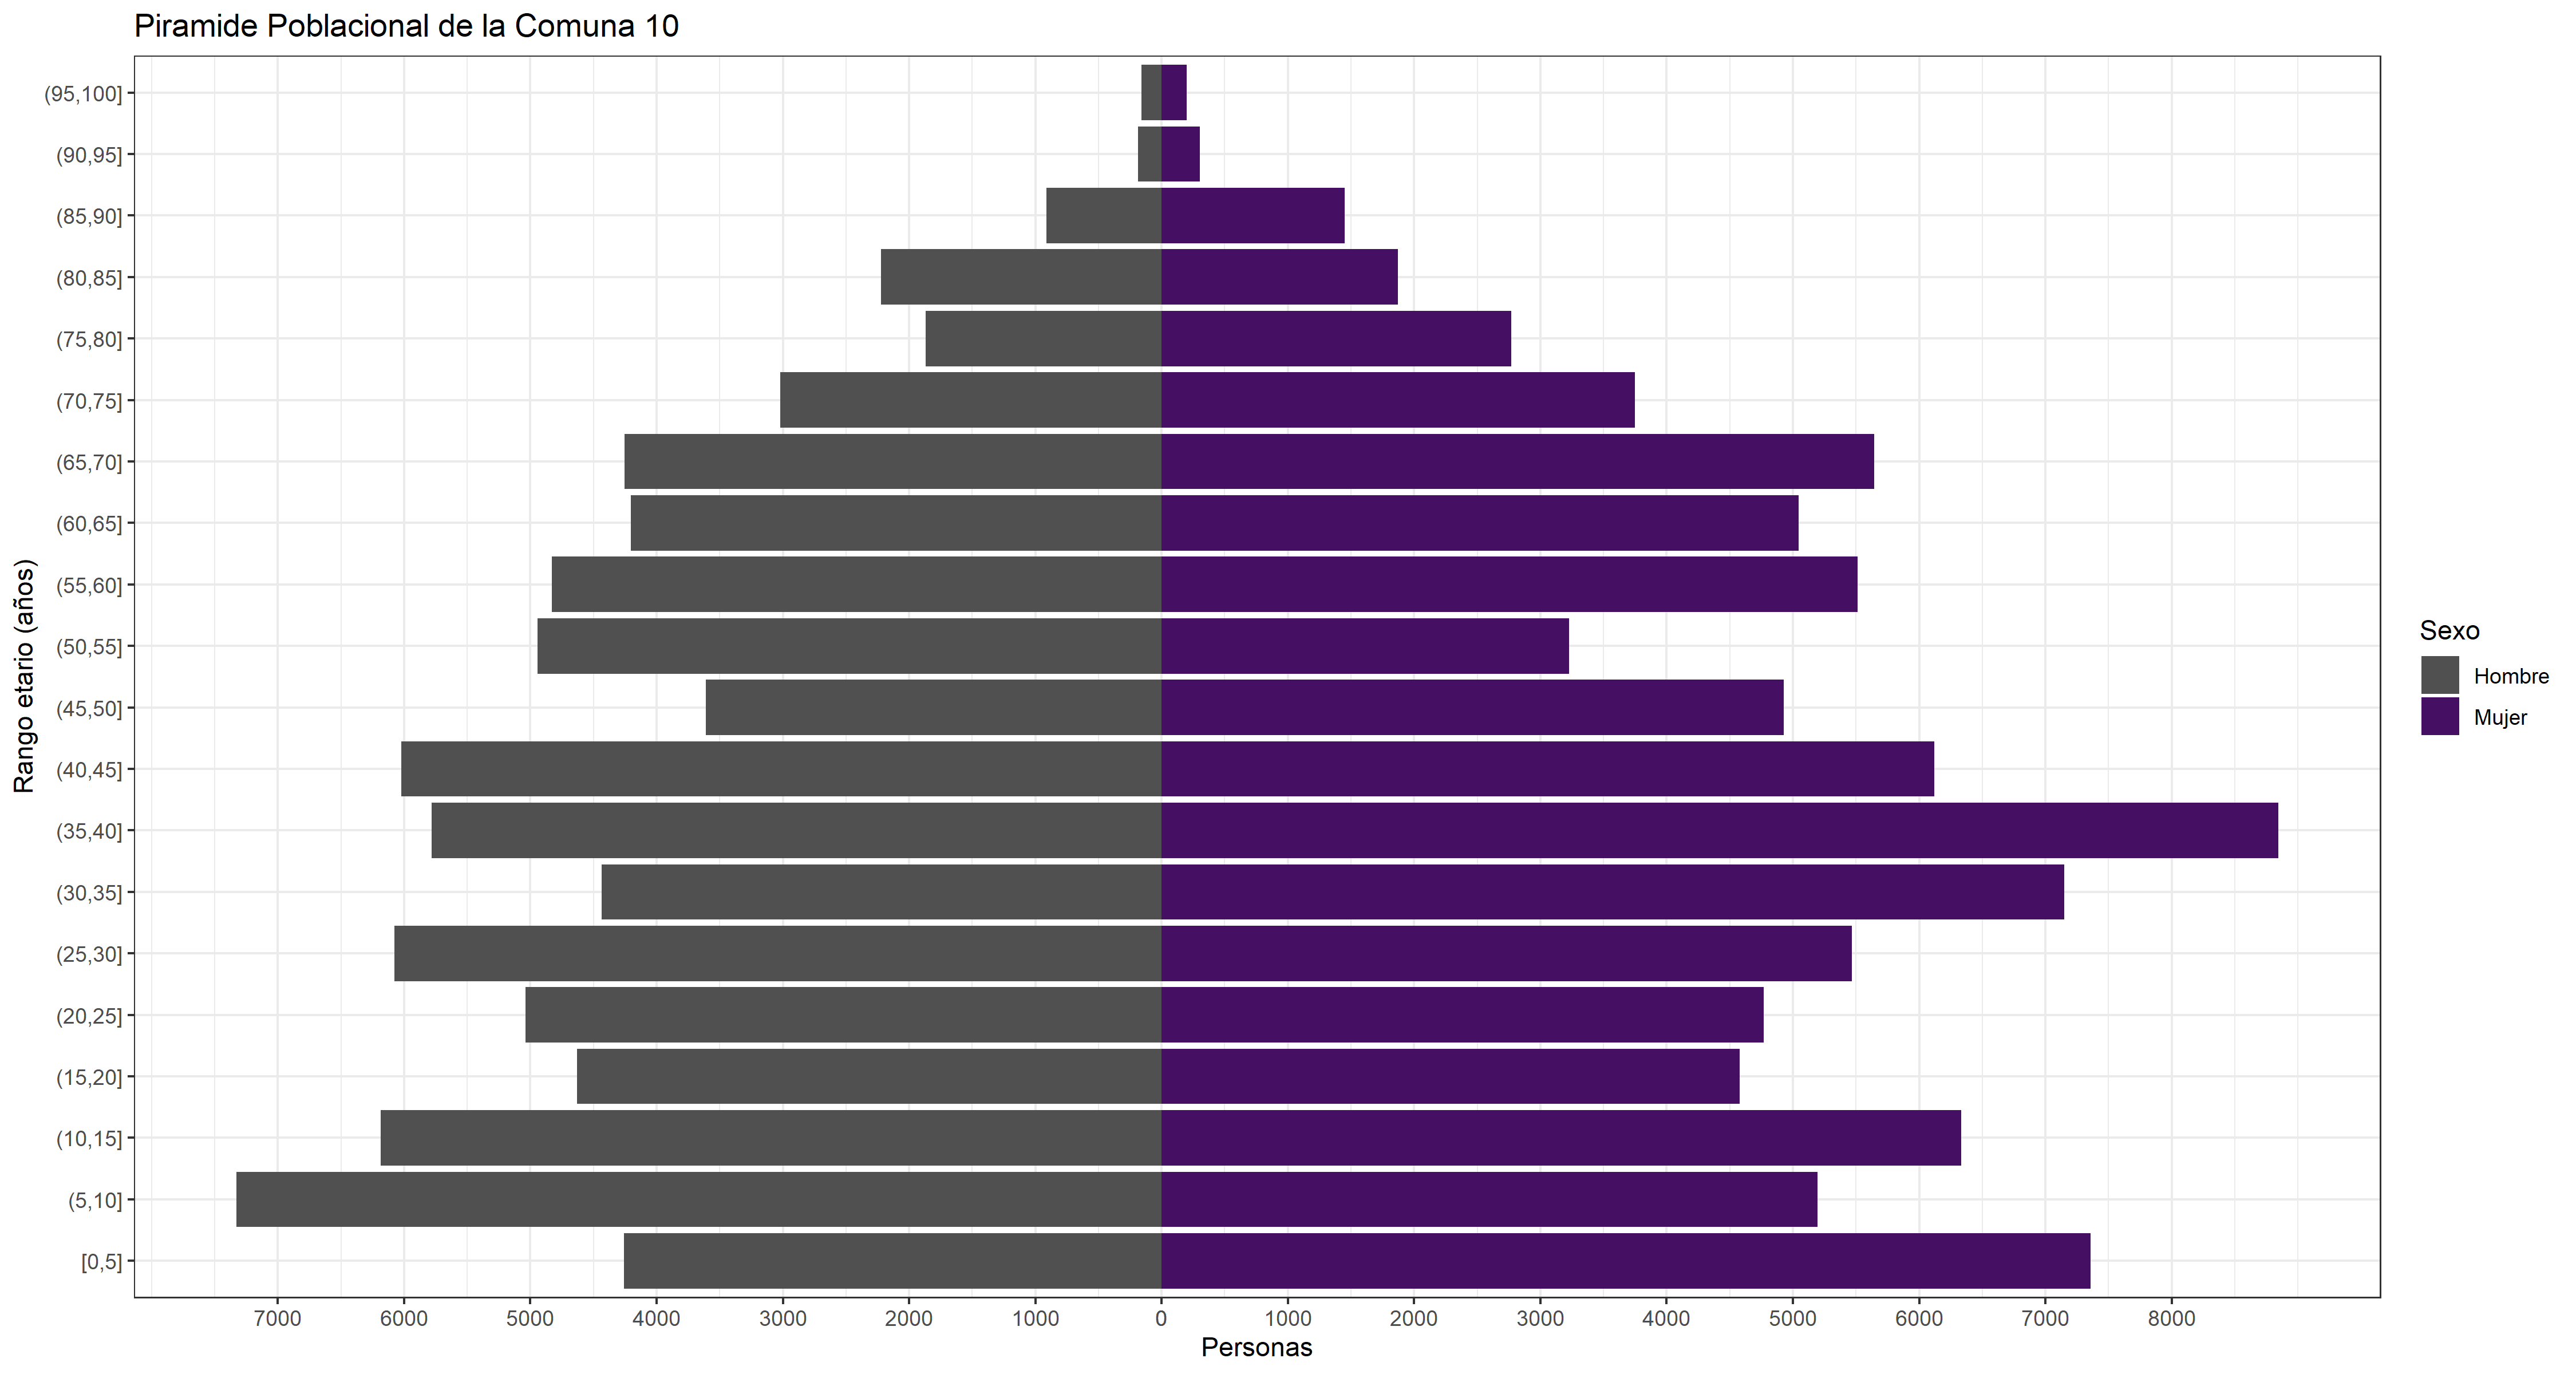 Piramide Poblacional de la Comuna 10
Rango etario (años)
(95,100]
(90,95]
(85,90]
(80,85]
(75,80]
(70,75]
(65,70]
(60,65]
(55,60]
(50,55]
(45,50]
(40,45]
(35,40]
(30,35]
(25,30]
(20,25]
(15,20]
(10,15]
(5,10]
[0,5]
7000 6000 5000 4000 3000 2000 1000 0 1000 2000 3000 4000 5000 6000 7000 8000
Personas
Sexo
Hombre
Mujer